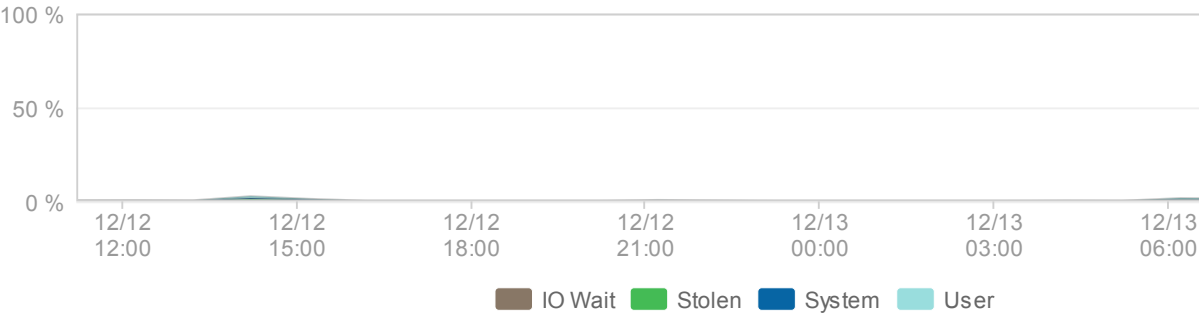 100 %
50 %
0 %
12/12 12/12 12/12 12/12 12/13 12/13 12/13
12:00 15:00 18:00 21:00 00:00 03:00 06:00
IO Wait Stolen System User